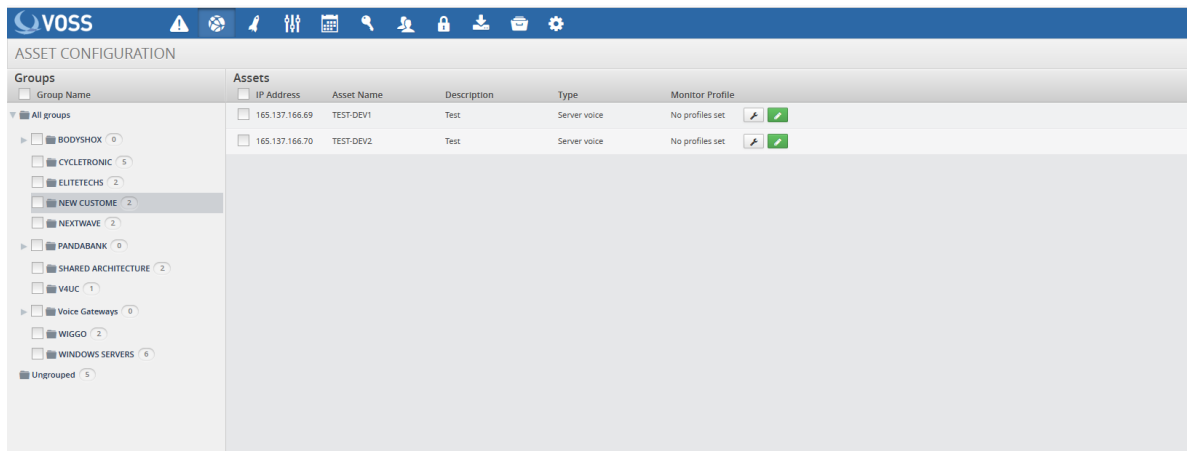 VOSS
ASSET CONFIGURATION
Groups
Group Name
All groups
BODYSHOX 0
CYCLETRONIC 5
ELITETECHS 2
NEW CUSTOME 2
NEXTWAVE 2
PANDABANK 0
SHARED ARCHITECTURE 2
V4UC 1
Voice Gateways 0
WIGGO 2
WINDOWS SERVERS 6
Ungrouped 5
Assets
IP Address Asset Name Description Type Monitor Profile
165.137.166.69 TEST-DEV1 Test Server voice No profiles set
165.137.166.70 TEST-DEV2 Test Server voice No profiles set